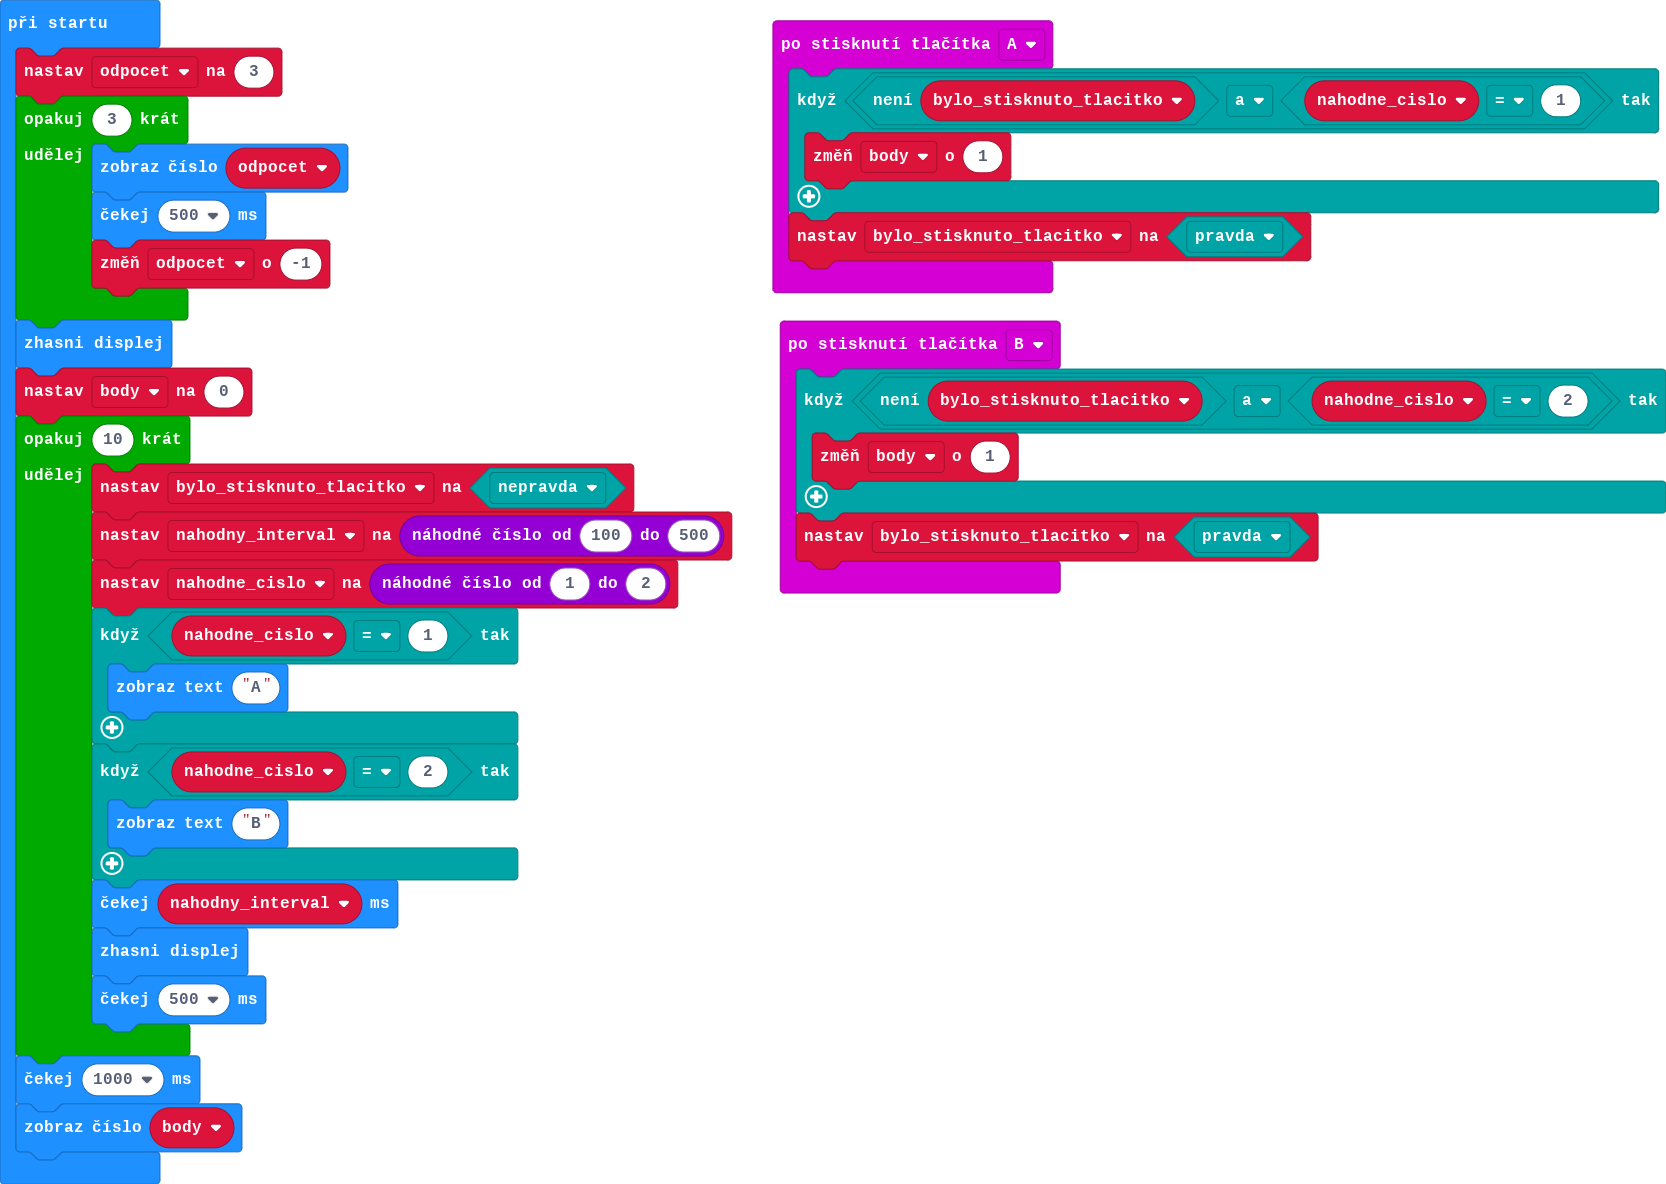 při startu
nastav odpocet na 3
opakuj 3 krát
udělej
zobraz číslo odpocet
čekej 500 ms
změň odpocet o -1
zhasni displej
nastav body na 0
opakuj 10 krát
udělej
nastav bylo_stisknuto_tlacitko na nepravda
nastav nahodny_interval na náhodné číslo od 100 do 500
nastav nahodne_cislo na náhodné číslo od 1 do 2
když nahodne_cislo = 1 tak
zobraz text "A"
když nahodne_cislo = 2 tak
zobraz text "B"
čekej nahodny_interval ms
zhasni displej
čekej 500 ms
čekej 1000 ms
zobraz číslo body
po stisknutí tlačítka A
když není bylo_stisknuto_tlacitko a nahodne_cislo = 1 tak
změň body o 1
nastav bylo_stisknuto_tlacitko na pravda
po stisknutí tlačítka B
když není bylo_stisknuto_tlacitko a nahodne_cislo = 2 tak
změň body o 1
nastav bylo_stisknuto_tlacitko na pravda